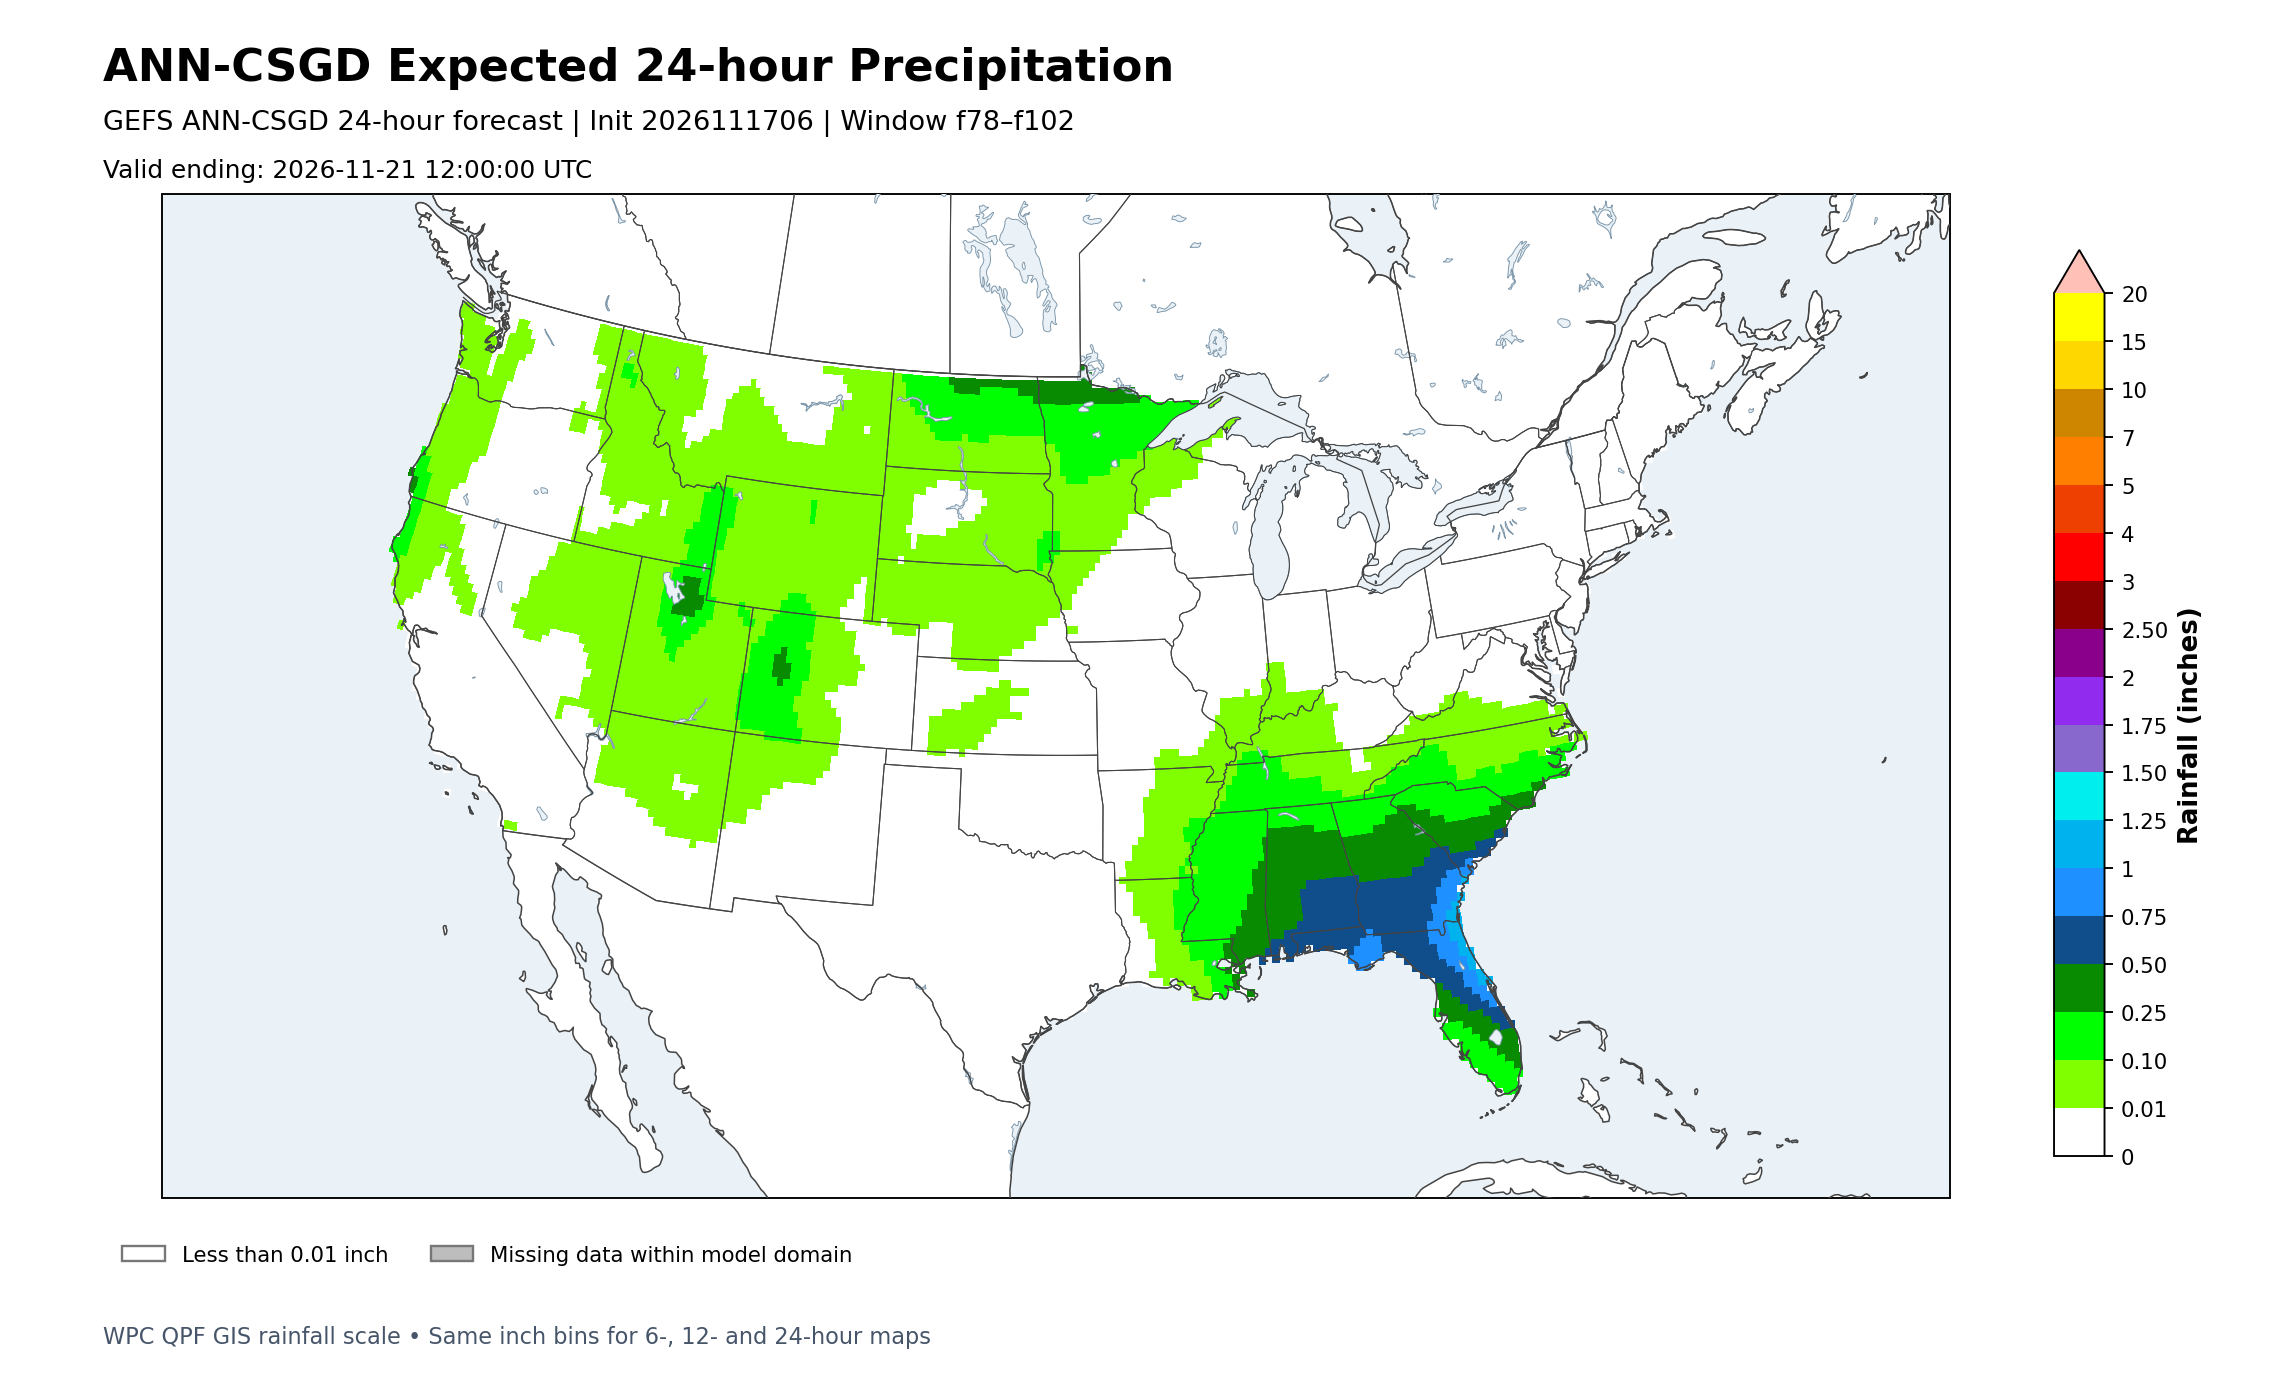 ANN-CSGD Expected 24-hour Precipitation
GEFS ANN-CSGD 24-hour forecast | Init 2026111706 | Window f78–f102
Valid ending: 2026-11-21 12:00:00 UTC
20
15
10
7
5
4
3
2.50
2
1.75
1.50
1.25
1
0.75
0.50
0.25
0.10
0.01
0
Rainfall (inches)
Less than 0.01 inch
Missing data within model domain
WPC QPF GIS rainfall scale • Same inch bins for 6-, 12- and 24-hour maps